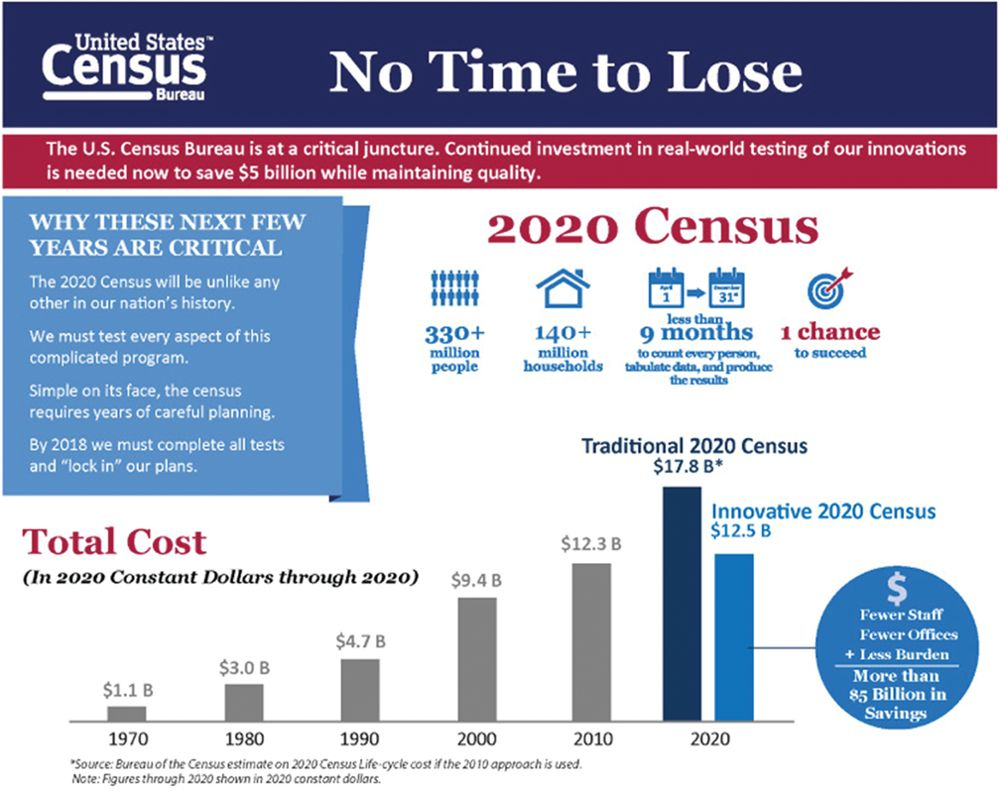 United States™
Census
Bureau
No Time to Lose
The U.S. Census Bureau is at a critical juncture. Continued investment in real-world testing of our innovations
is needed now to save $5 billion while maintaining quality.
WHY THESE NEXT FEW
YEARS ARE CRITICAL
The 2020 Census will be unlike any
other in our nation's history.
We must test every aspect of this
complicated program.
Simple on its face, the census
requires years of careful planning.
By 2018 we must complete all tests
and "lock in" our plans.
2020 Census
330+
million
people
140+
million
households
April
1
December
31*
less than
9 months
to count every person,
tabulate data, and produce
the results
1 chance
to succeed
Total Cost
(In 2020 Constant Dollars through 2020)
$1.1 B
$3.0 B
$4.7 B
$9.4 B
$12.3 B
Traditional 2020 Census
$17.8 B*
Innovative 2020 Census
$12.5 B
$
Fewer Staff
Fewer Offices
+ Less Burden
More than
$5 Billion in
Savings
1970
1980
1990
2000
2010
2020
*Source: Bureau of the Census estimate on 2020 Census Life-cycle cost if the 2010 approach is used.
Note: Figures through 2020 shown in 2020 constant dollars.